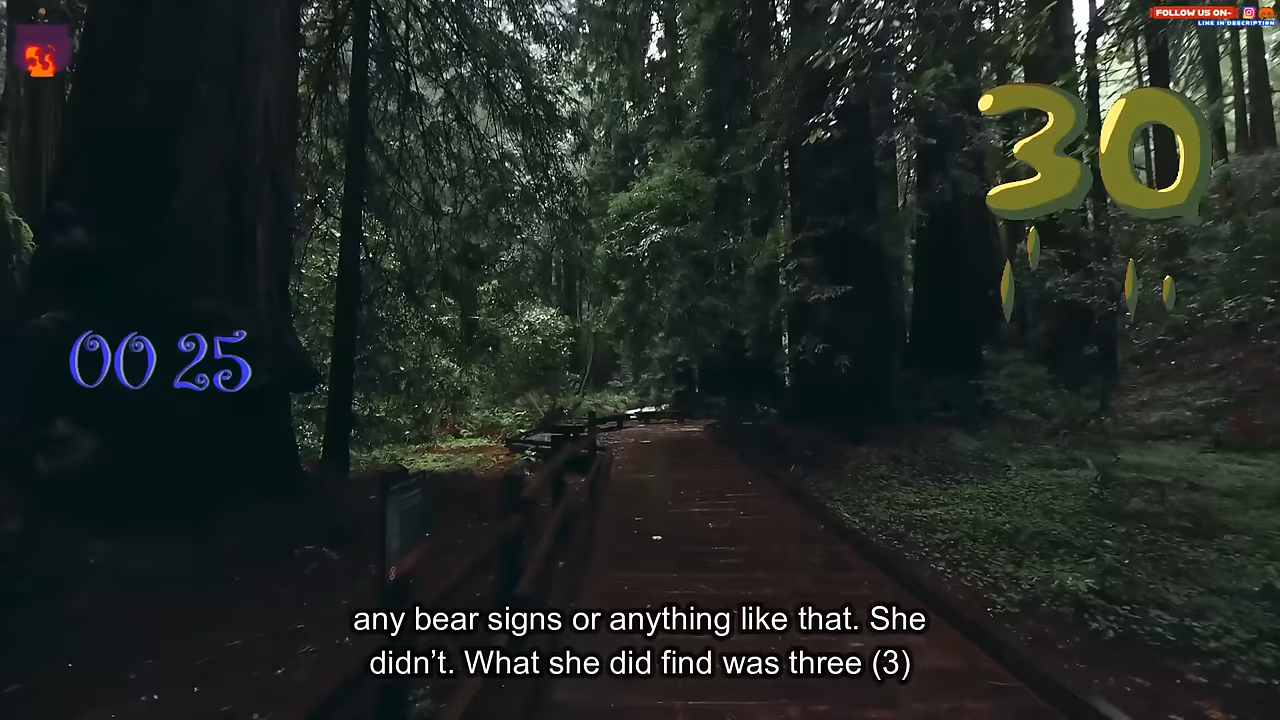 FOLLOW US ON-
LINK IN DESCRIPTION
30
00 25
any bear signs or anything like that. She
didn’t. What she did find was three (3)